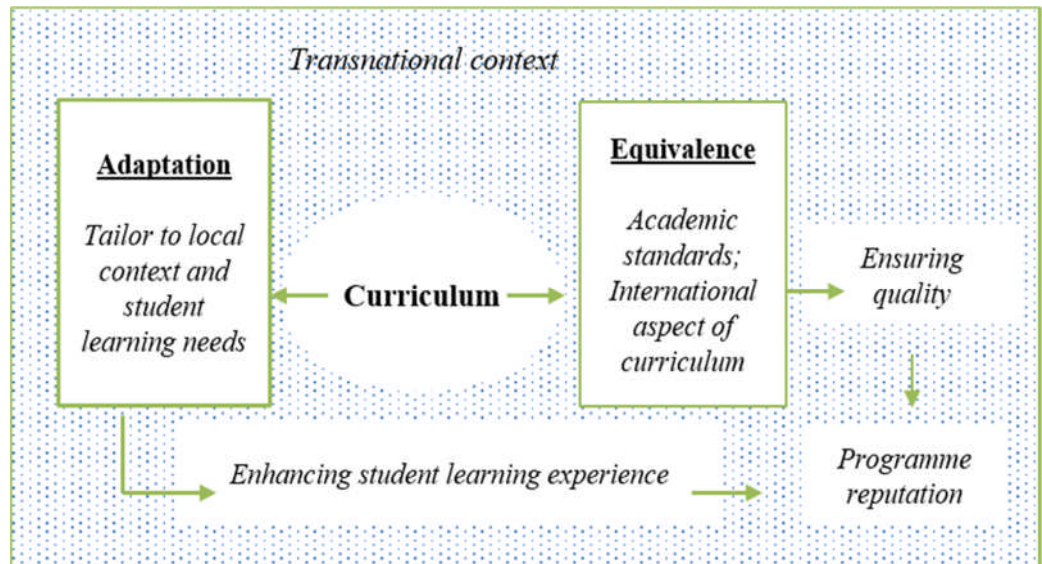 Transnational context
Adaptation
Tailor to local
context and
student
learning needs
Curriculum
Equivalence
Academic
standards;
International
aspect of
curriculum
Ensuring
quality
Enhancing student learning experience
Programme
reputation